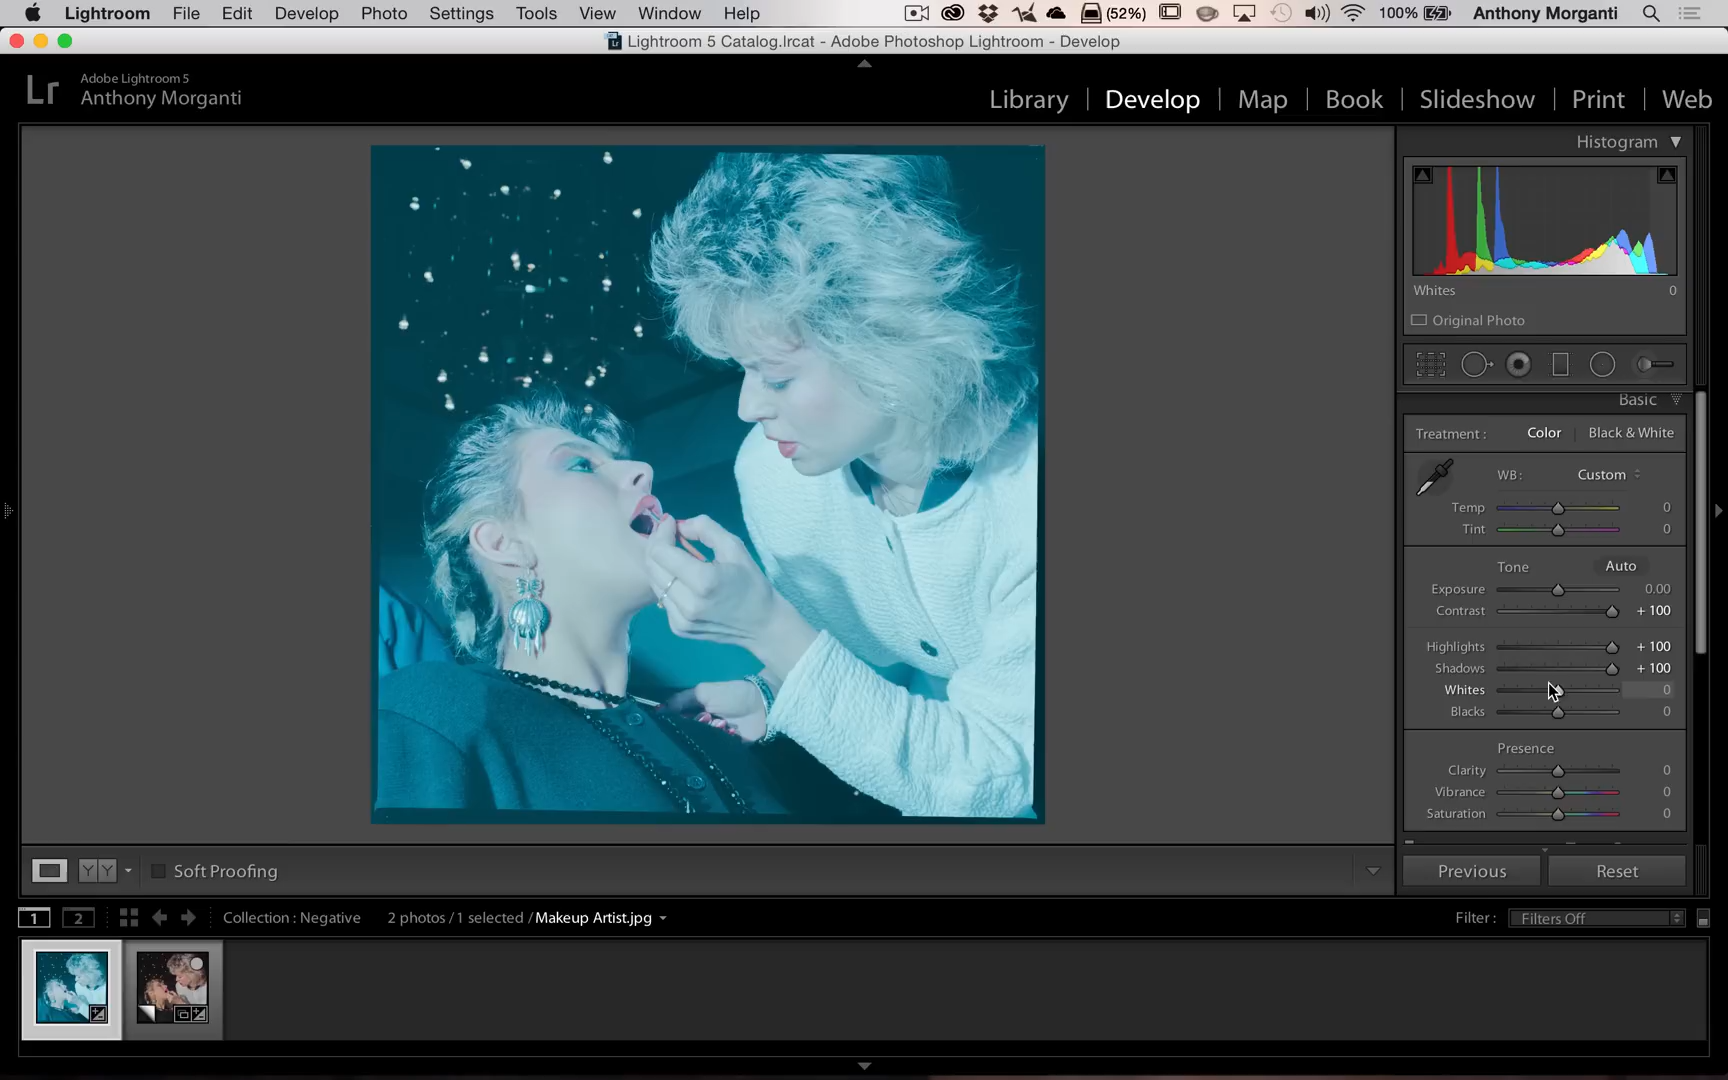 Lightroom File Edit Develop Photo Settings Tools View Window Help (52%) 100% Anthony Morganti
Lightroom 5 Catalog.lrcat - Adobe Photoshop Lightroom - Develop
Lr Adobe Lightroom 5
Anthony Morganti
Library | Develop | Map | Book | Slideshow | Print | Web
Histogram
Whites 0
Original Photo
Basic
Treatment : Color Black & White
WB : Custom
Temp 0
Tint 0
Tone Auto
Exposure 0.00
Contrast + 100
Highlights + 100
Shadows + 100
Whites 0
Blacks 0
Presence
Clarity 0
Vibrance 0
Saturation 0
Y Y Soft Proofing Previous Reset
1 2 Collection : Negative 2 photos / 1 selected / Makeup Artist.jpg Filter : Filters Off